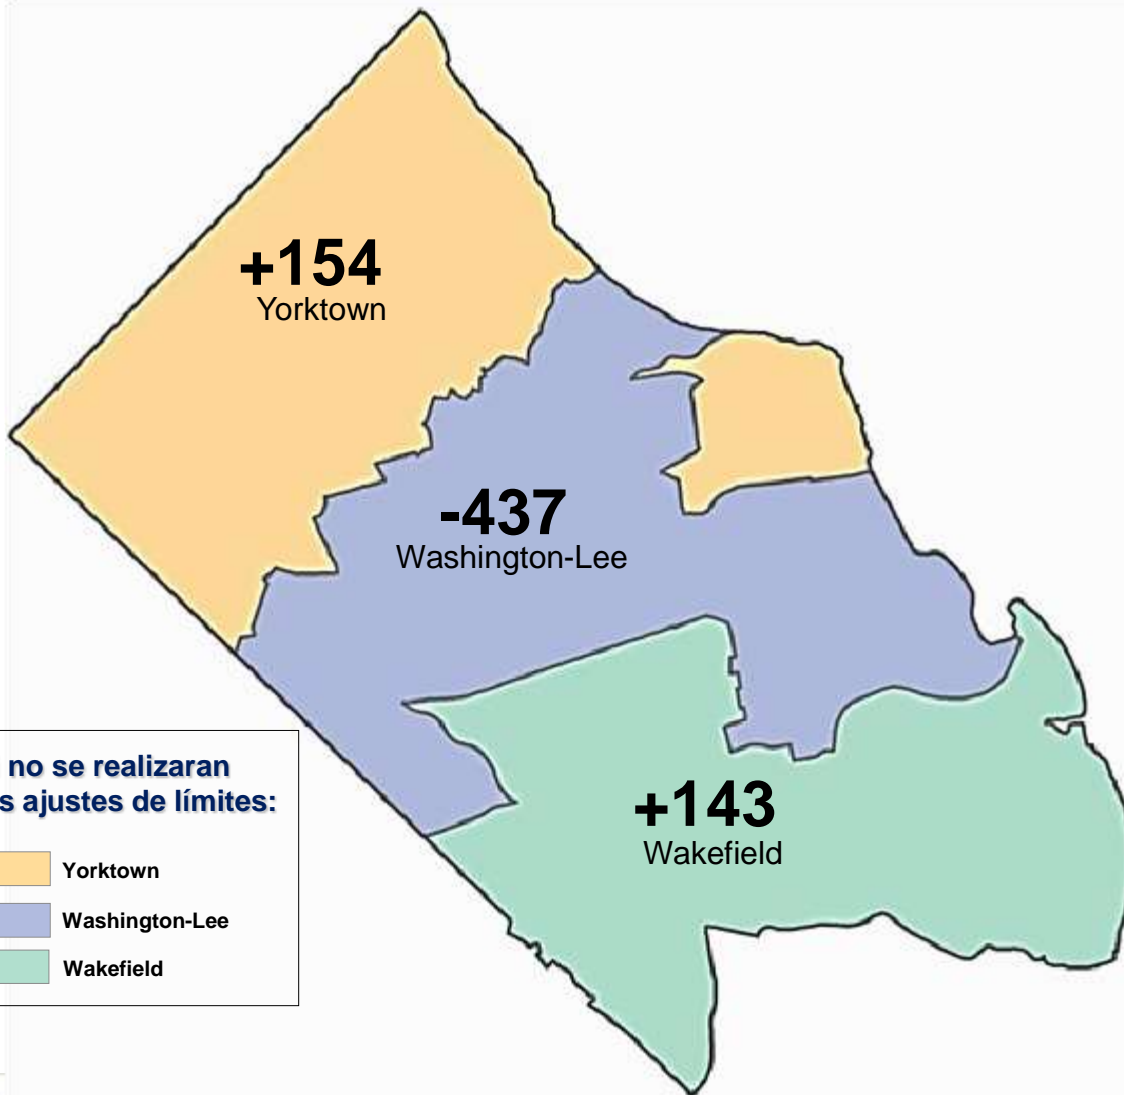 +154
Yorktown
-437
Washington-Lee
+143
Wakefield
no se realizaran
s ajustes de límites:
Yorktown
Washington-Lee
Wakefield